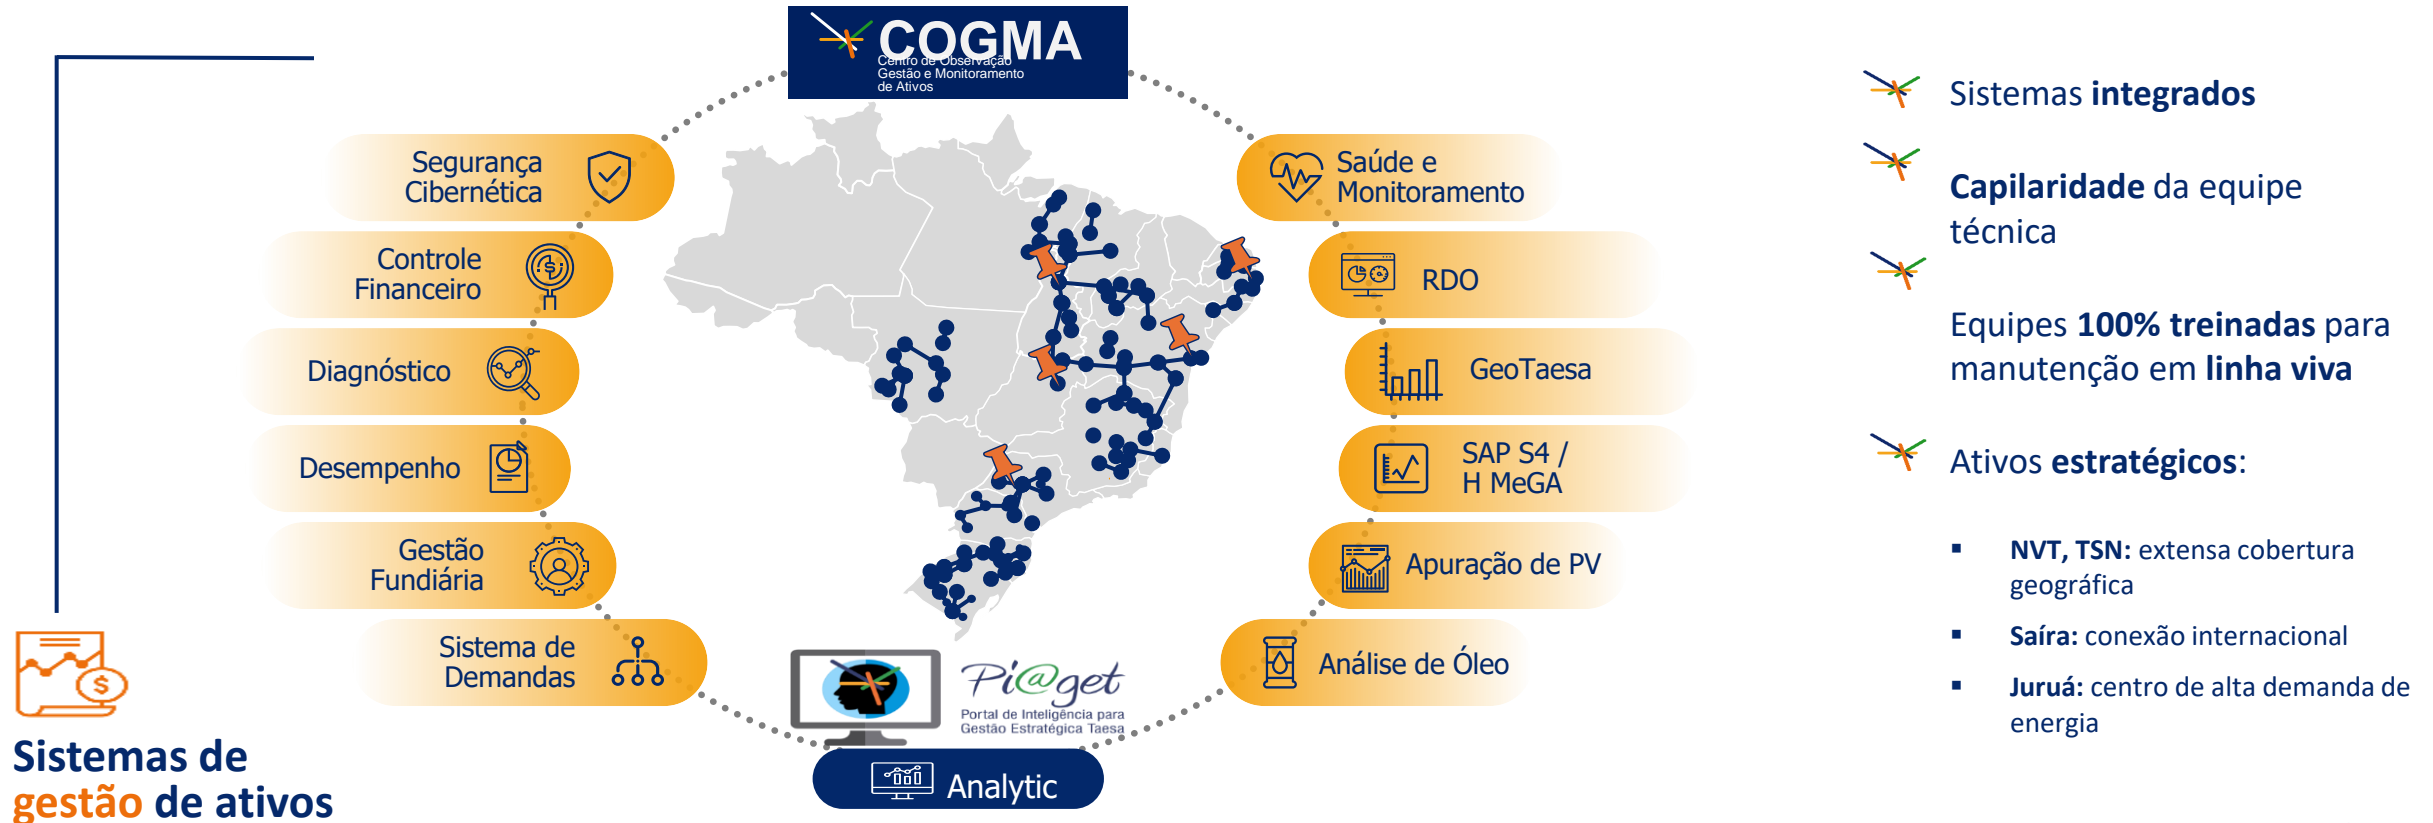 COGMA
Centro de Observação
Gestão e Monitoramento
de Ativos
Segurança
Cibernética
Controle
Financeiro
Diagnóstico
Desempenho
Gestão
Fundiária
Sistema de
Demandas
Saúde e
Monitoramento
RDO
GeoTaesa
SAP S4 /
H MeGA
Apuração de PV
Análise de Óleo
Pi@get
Portal de Inteligência para
Gestão Estratégica Taesa
Analytic
Sistemas de
gestão de ativos
Sistemas integrados
Capilaridade da equipe
técnica
Equipes 100% treinadas para
manutenção em linha viva
Ativos estratégicos:
▪ NVT, TSN: extensa cobertura
geográfica
▪ Saíra: conexão internacional
▪ Juruá: centro de alta demanda de
energia